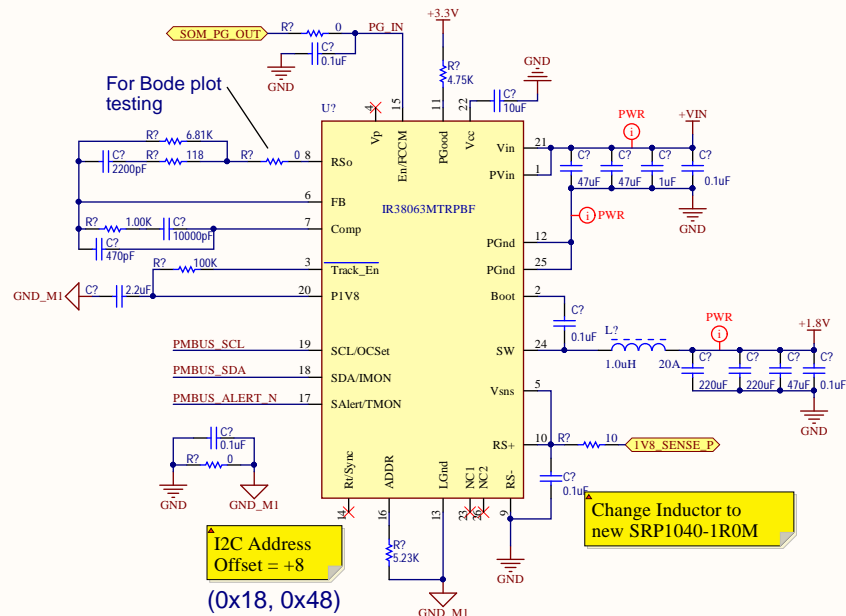 +3.3V
SOM_PG_OUT
R?
0
PG_IN
C?
0.1uF
GND
R?
4.75K
GND
C?
10uF
For Bode plot
testing
U?
4
15
11
22
Vp
En/FCCM
PGood
Vcc
PWR
i
+VIN
R?
6.81K
C?
R?
118
2200pF
R?
0
8
RSo
Vin
21
PVin
1
C?
47uF
C?
47uF
C?
1uF
C?
0.1uF
GND
6
FB
IR38063MTRPBF
i
PWR
R?
1.00K
C?
10000pF
7
Comp
C?
470pF
PGnd
12
PGnd
25
R?
100K
3
Track_En
GND_M1
C?
2.2uF
20
P1V8
Boot
2
C?
0.1uF
PMBUS_SCL
19
SCL/OCSet
SW
24
L?
1.0uH
20A
PWR
i
+1.8V
C?
220uF
C?
220uF
C?
47uF
C?
0.1uF
GND
PMBUS_SDA
18
SDA/IMON
PMBUS_ALERT_N
17
SAlert/TMON
Vsns
5
RS+
10
R?
10
1V8_SENSE_P
C?
0.1uF
R?
0
GND
GND_M1
C?
0.1uF
Rt/Sync
ADDR
LGnd
NC1
NC2
RS-
14
16
13
23
26
9
Change Inductor to
new SRP1040-1R0M
I2C Address
Offset = +8
R?
5.23K
GND
(0x18, 0x48)
GND_M1